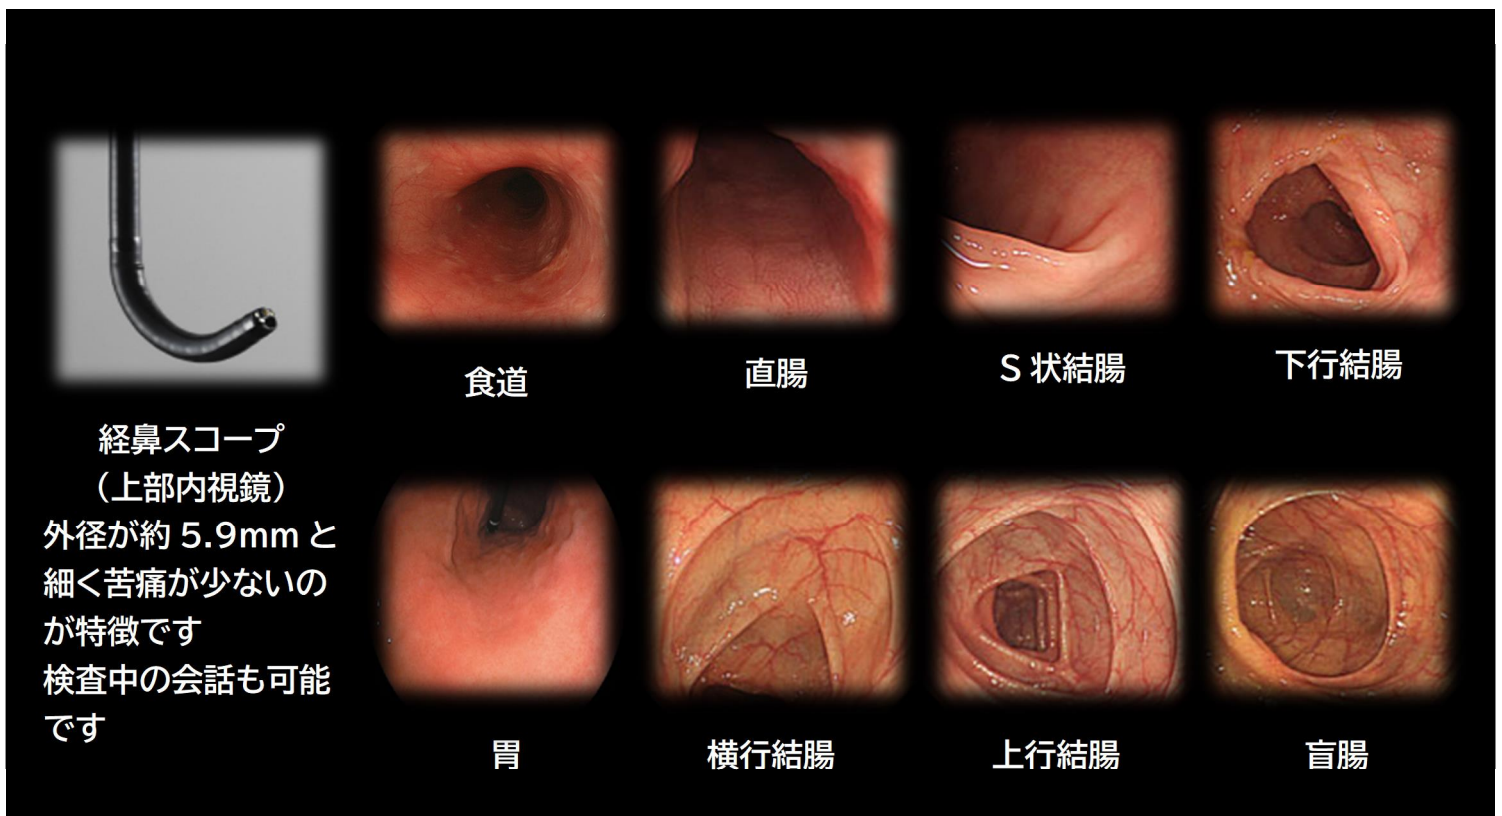 経鼻スコープ
（上部内視鏡）
外径が約 5.9mm と
細く苦痛が少ないの
が特徴です
検査中の会話も可能
です
食道
直腸
S 状結腸
下行結腸
胃
横行結腸
上行結腸
盲腸